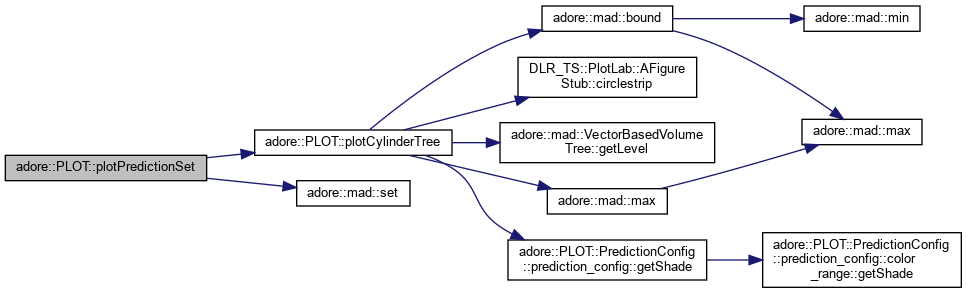 adore::PLOT::plotPredictionSet
adore::PLOT::plotCylinderTree
adore::mad::set
adore::mad::bound
DLR_TS::PlotLab::AFigure
Stub::circlestrip
adore::mad::VectorBasedVolume
Tree::getLevel
adore::mad::max
adore::PLOT::PredictionConfig
::prediction_config::getShade
adore::mad::min
adore::mad::max
adore::PLOT::PredictionConfig
::prediction_config::color
_range::getShade